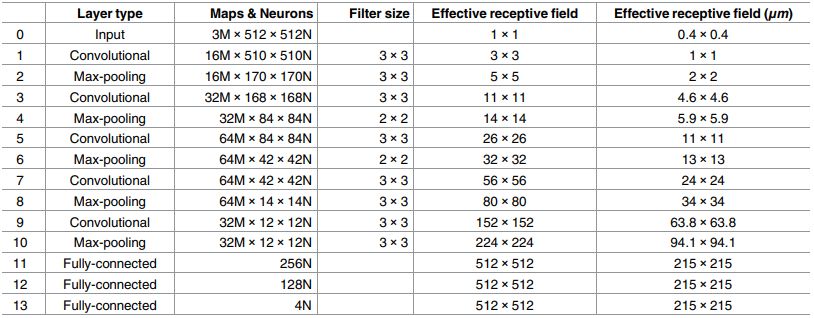 Layer type Maps & Neurons Filter size Effective receptive field Effective receptive field (μm)
0 Input 3M × 512 × 512N 1 × 1 0.4 × 0.4
1 Convolutional 16M × 510 × 510N 3 × 3 3 × 3 1 × 1
2 Max-pooling 16M × 170 × 170N 3 × 3 5 × 5 2 × 2
3 Convolutional 32M × 168 × 168N 3 × 3 11 × 11 4.6 × 4.6
4 Max-pooling 32M × 84 × 84N 2 × 2 14 × 14 5.9 × 5.9
5 Convolutional 64M × 84 × 84N 3 × 3 26 × 26 11 × 11
6 Max-pooling 64M × 42 × 42N 2 × 2 32 × 32 13 × 13
7 Convolutional 64M × 42 × 42N 3 × 3 56 × 56 24 × 24
8 Max-pooling 64M × 14 × 14N 3 × 3 80 × 80 34 × 34
9 Convolutional 32M × 12 × 12N 3 × 3 152 × 152 63.8 × 63.8
10 Max-pooling 32M × 12 × 12N 3 × 3 224 × 224 94.1 × 94.1
11 Fully-connected 256N 512 × 512 215 × 215
12 Fully-connected 128N 512 × 512 215 × 215
13 Fully-connected 4N 512 × 512 215 × 215